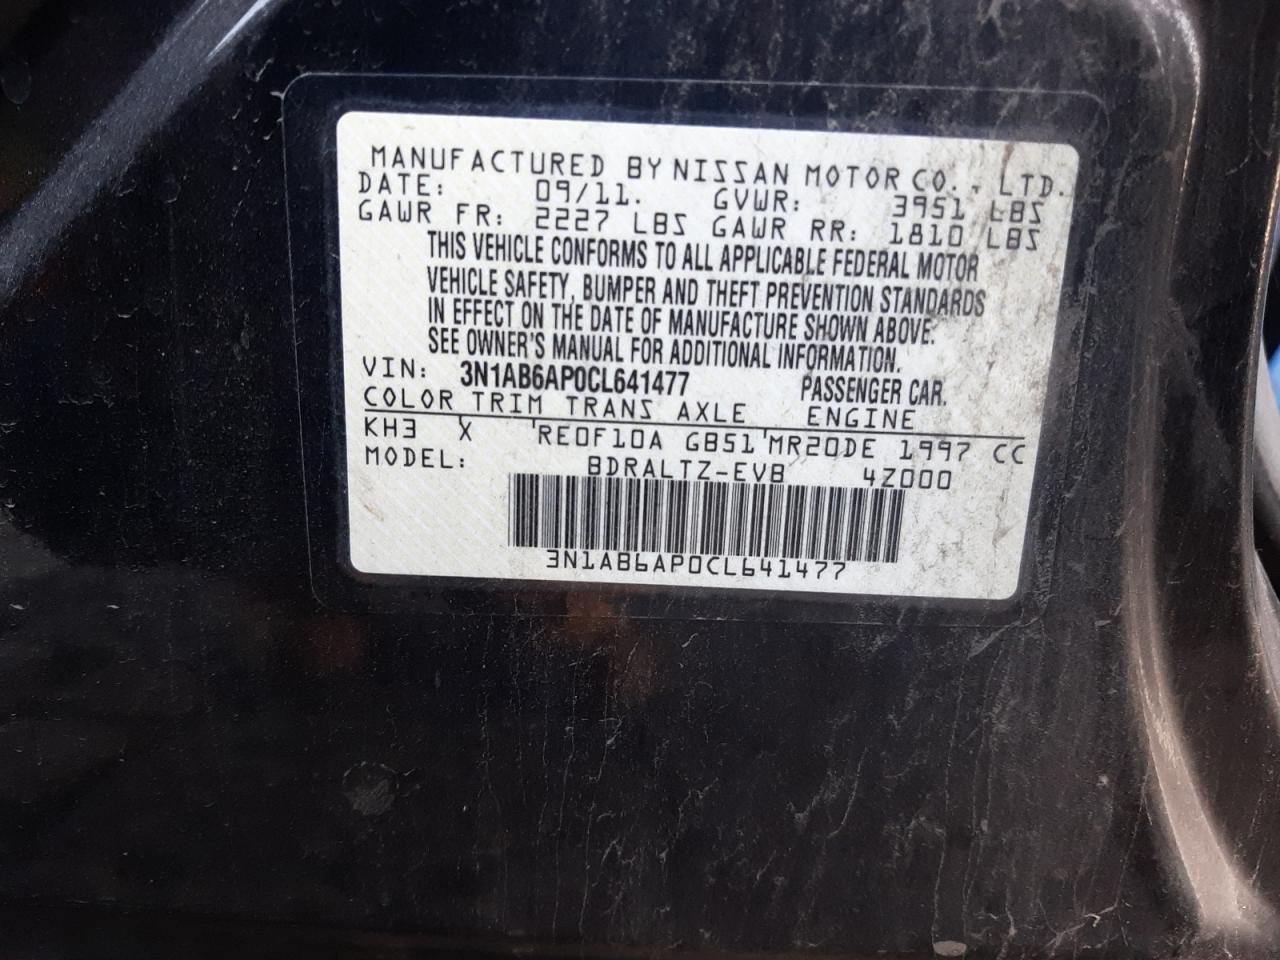 MANUFACTURED BY NISSAN MOTOR CO., LTD.
DATE: 09/11. GVWR: 3951 LBS
GAWR FR: 2227 LBS GAWR RR: 1810 LBS
THIS VEHICLE CONFORMS TO ALL APPLICABLE FEDERAL MOTOR
VEHICLE SAFETY, BUMPER AND THEFT PREVENTION STANDARDS
IN EFFECT ON THE DATE OF MANUFACTURE SHOWN ABOVE.
SEE OWNER'S MANUAL FOR ADDITIONAL INFORMATION.
VIN: 3N1AB6AP0CL641477 PASSENGER CAR.
COLOR TRIM TRANS AXLE ENGINE
KH3 X RE0F10A GB51 MR20DE 1997 CC
MODEL: BDRALTZ-EVB 4Z000
3N1AB6AP0CL641477